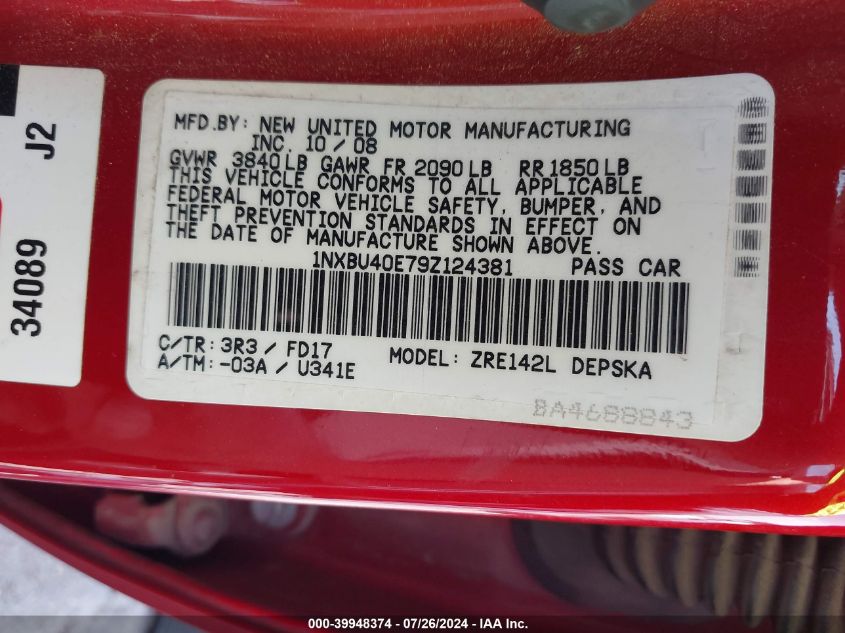 MFD.BY: NEW UNITED MOTOR MANUFACTURING
INC. 10 / 08
GVWR 3840 LB GAWR FR 2090 LB RR 1850 LB
THIS VEHICLE CONFORMS TO ALL APPLICABLE
FEDERAL MOTOR VEHICLE SAFETY, BUMPER, AND
THEFT PREVENTION STANDARDS IN EFFECT ON
THE DATE OF MANUFACTURE SHOWN ABOVE.
1NXBU40E79Z124381 PASS CAR
C/TR: 3R3 / FD17
A/TM: -03A / U341E
MODEL: ZRE142L DEPSKA
BA4688843
34089 J2
000-39948374 - 07/26/2024 - IAA Inc.